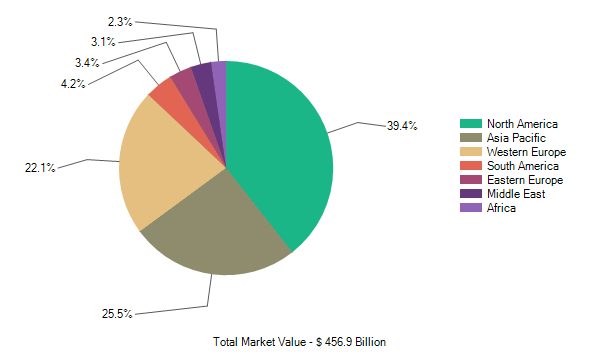 2.3%
3.1%
3.4%
4.2%
39.4%
22.1%
25.5%
North America
Asia Pacific
Western Europe
South America
Eastern Europe
Middle East
Africa
Total Market Value - $ 456.9 Billion